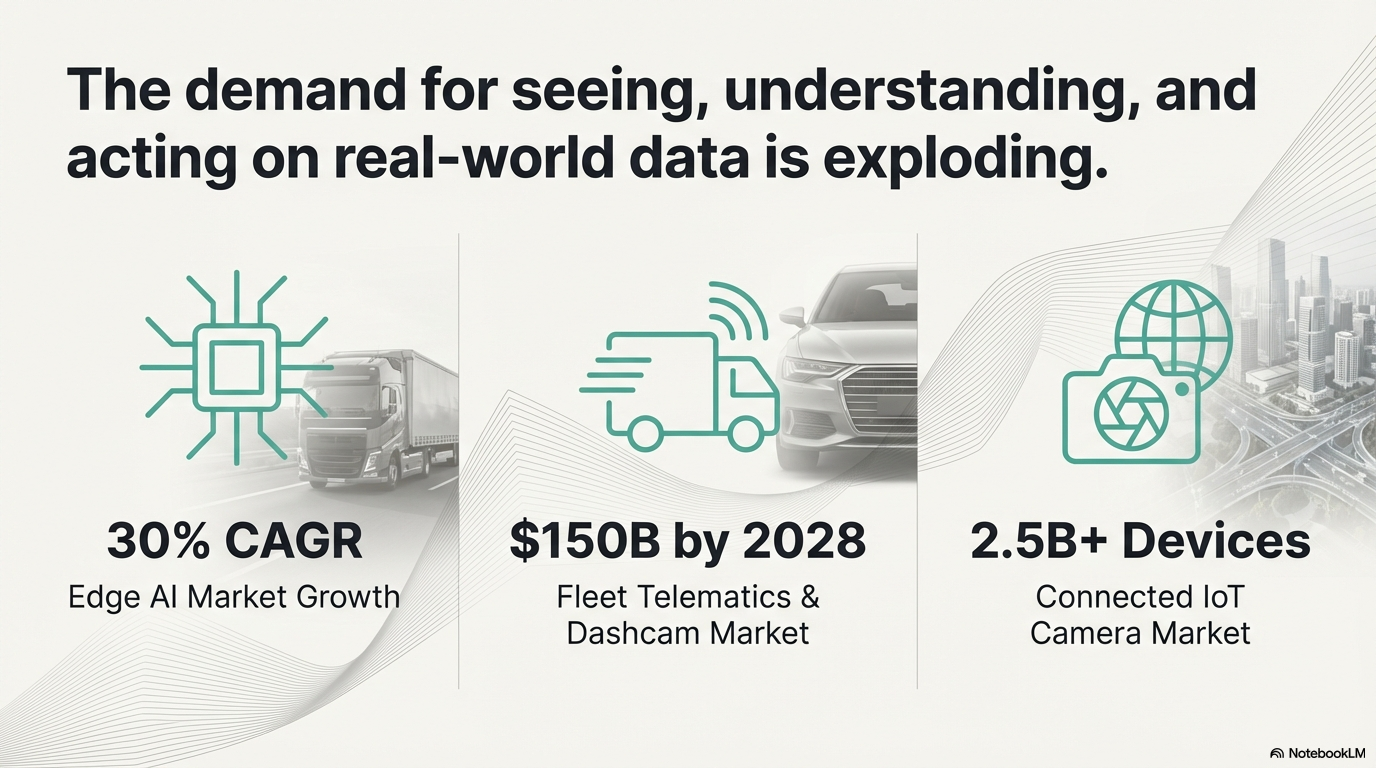 The demand for seeing, understanding, and
acting on real-world data is exploding.
30% CAGR
Edge AI Market Growth
$150B by 2028
Fleet Telematics &
Dashcam Market
2.5B+ Devices
Connected IoT
Camera Market
NotebookLM